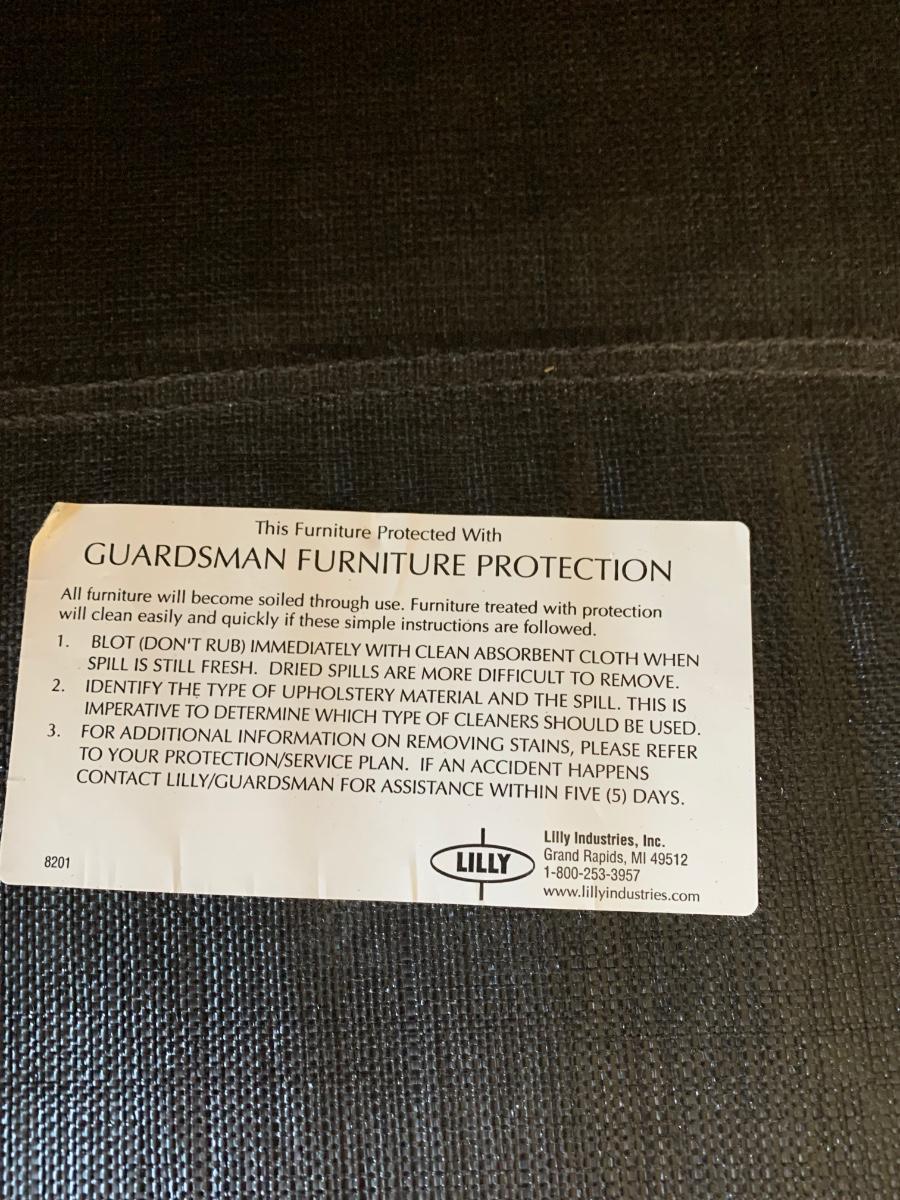 This Furniture Protected With
GUARDSMAN FURNITURE PROTECTION
All furniture will become soiled through use. Furniture treated with protection
will clean easily and quickly if these simple instructions are followed.
1. BLOT (DON'T RUB) IMMEDIATELY WITH CLEAN ABSORBENT CLOTH WHEN
SPILL IS STILL FRESH. DRIED SPILLS ARE MORE DIFFICULT TO REMOVE.
2. IDENTIFY THE TYPE OF UPHOLSTERY MATERIAL AND THE SPILL. THIS IS
IMPERATIVE TO DETERMINE WHICH TYPE OF CLEANERS SHOULD BE USED.
3. FOR ADDITIONAL INFORMATION ON REMOVING STAINS, PLEASE REFER
TO YOUR PROTECTION/SERVICE PLAN. IF AN ACCIDENT HAPPENS
CONTACT LILLY/GUARDSMAN FOR ASSISTANCE WITHIN FIVE (5) DAYS.
8201
LILLY
Lilly Industries, Inc.
Grand Rapids, MI 49512
1-800-253-3957
www.lillyindustries.com